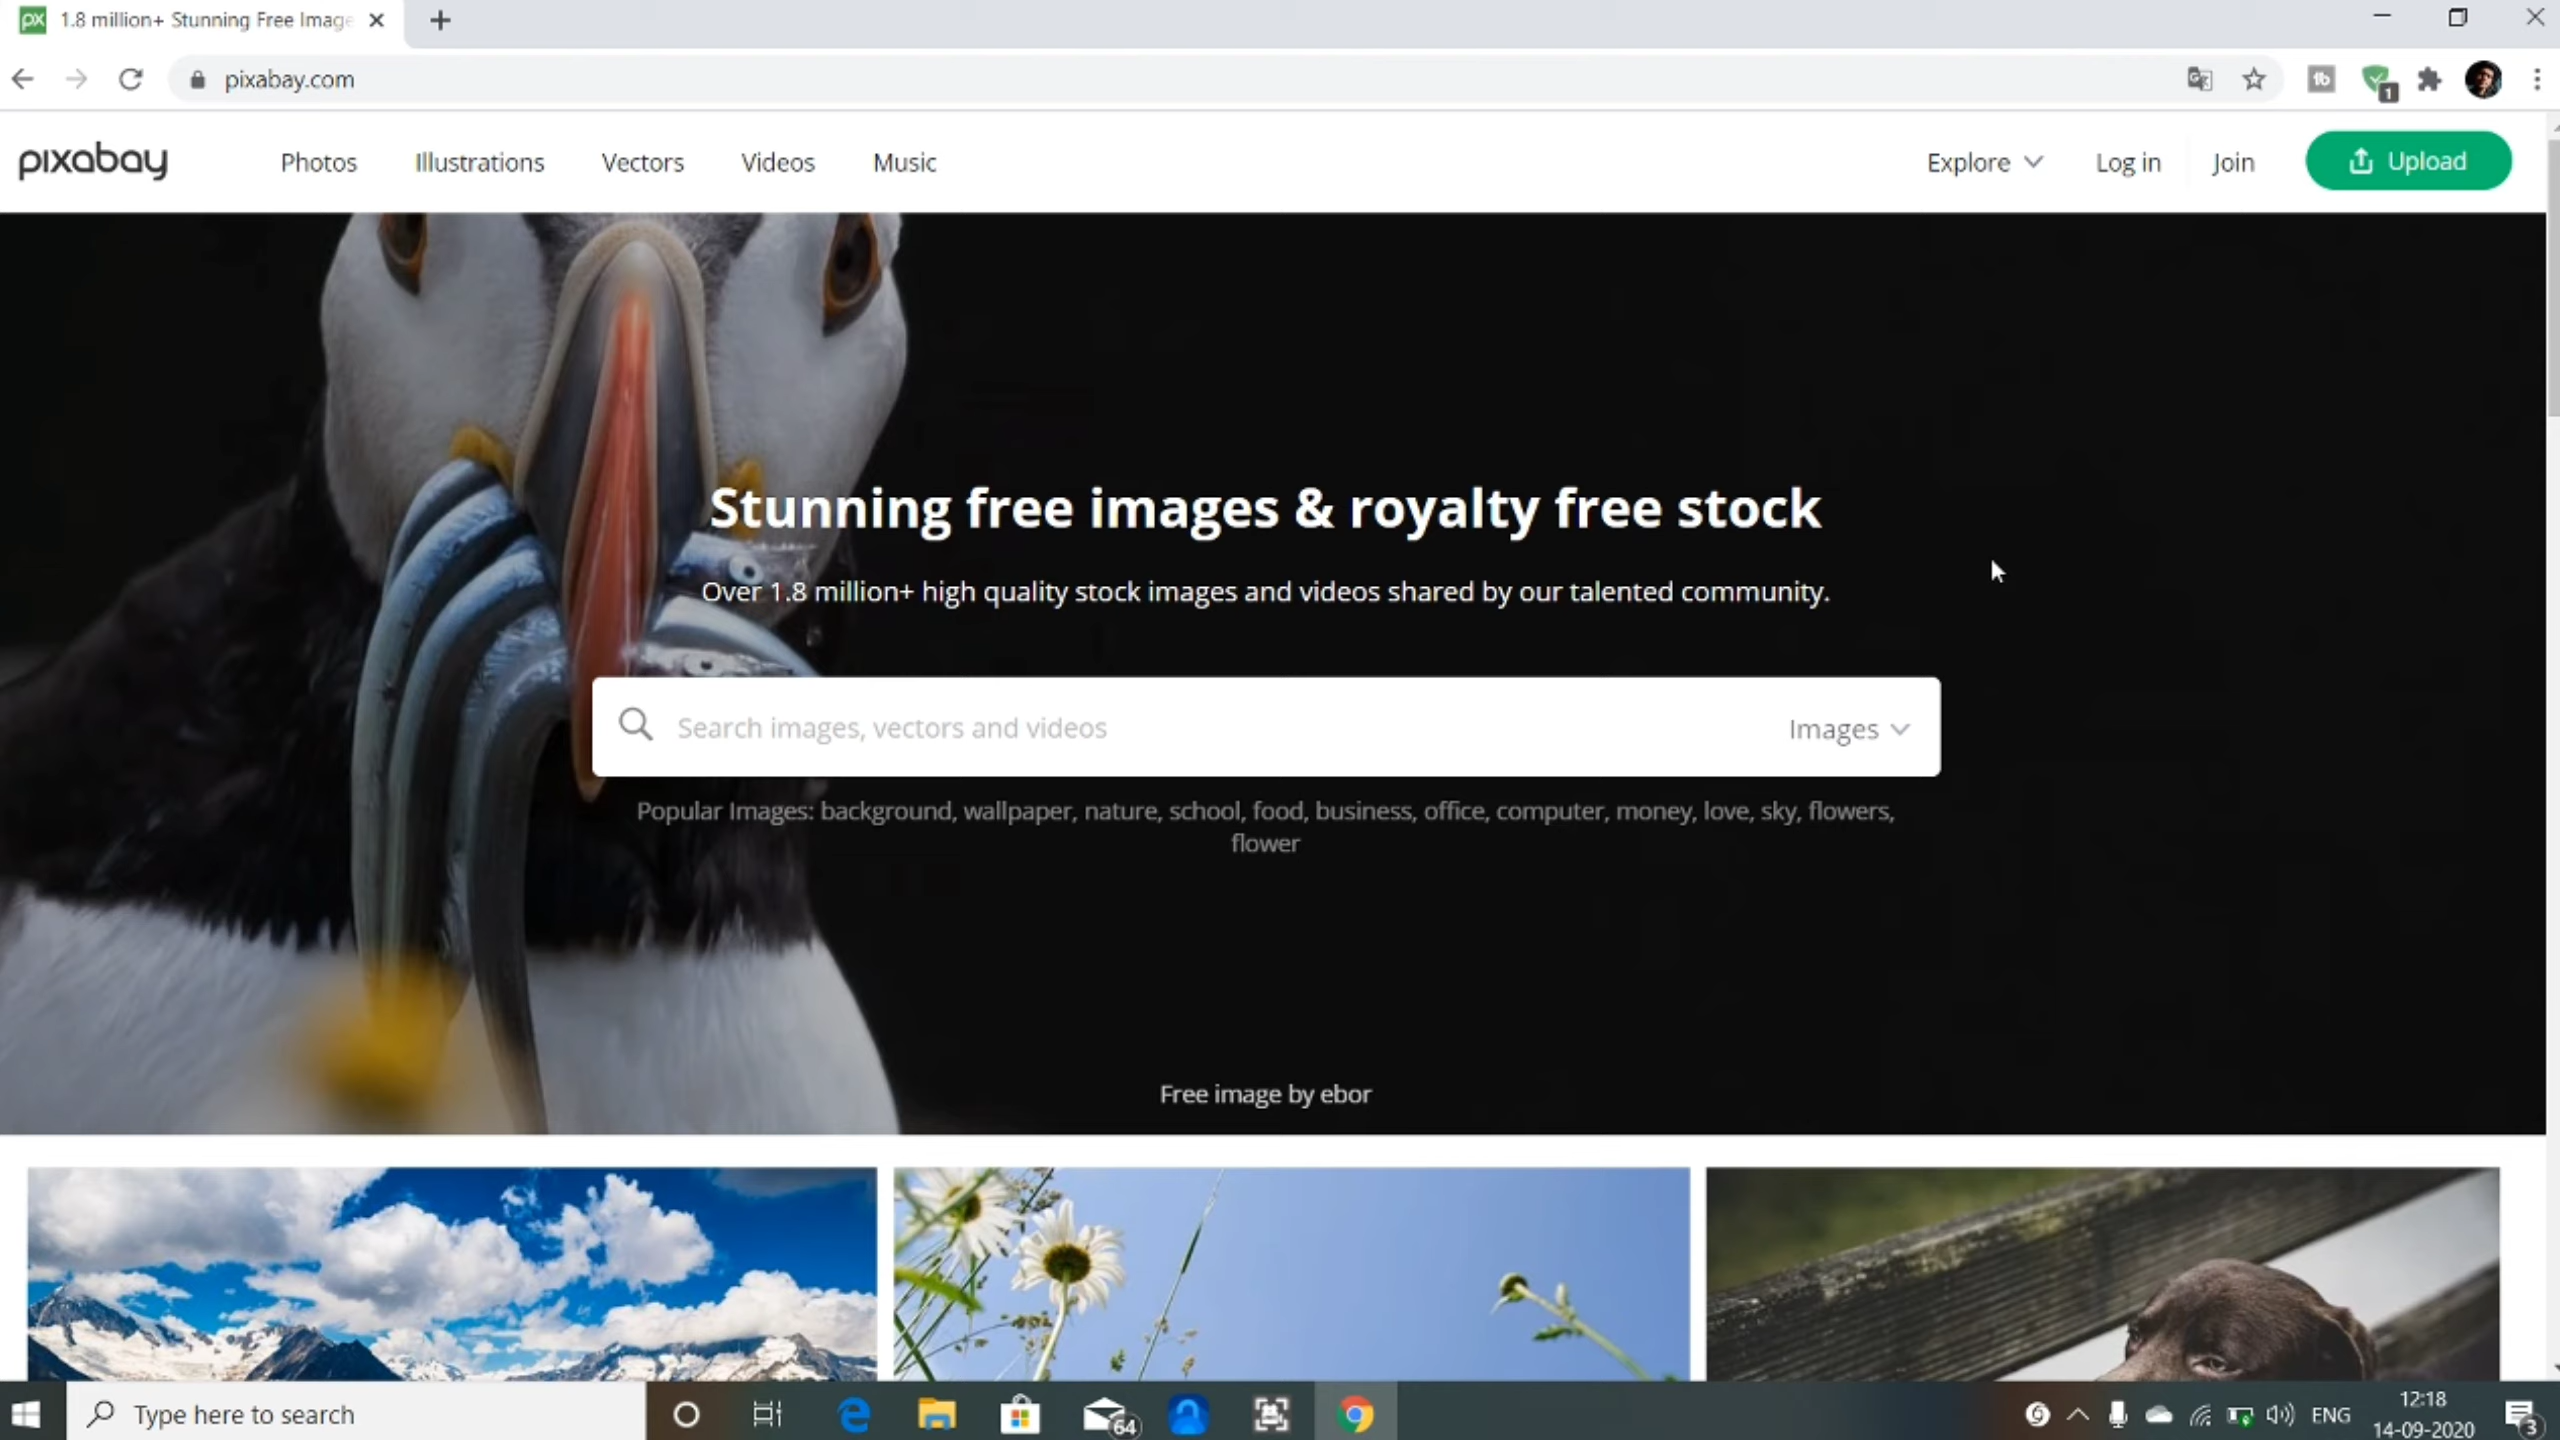 px 1.8 million+ Stunning Free Image
pixabay.com
1b
1
pixabay Photos Illustrations Vectors Videos Music Explore Log in Join Upload
Stunning free images & royalty free stock
Over 1.8 million+ high quality stock images and videos shared by our talented community.
Search images, vectors and videos Images
Popular Images: background, wallpaper, nature, school, food, business, office, computer, money, love, sky, flowers,
flower
Free image by ebor
Type here to search
64
ENG
12:18
14-09-2020
3